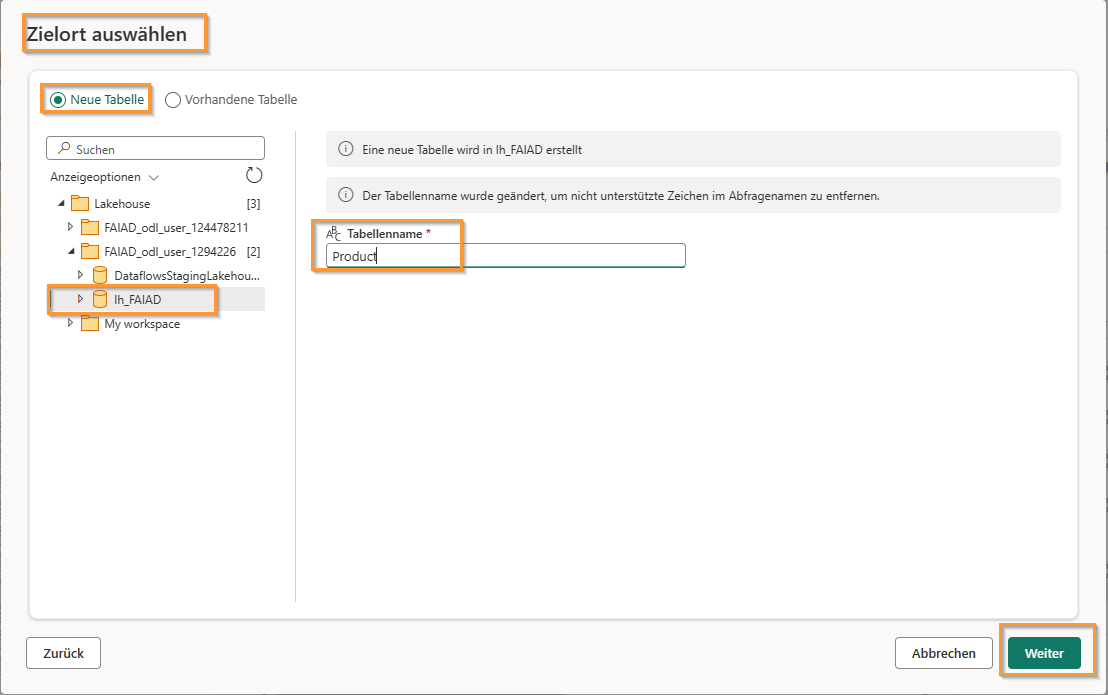 Zielort auswählen
Neue Tabelle
Vorhandene Tabelle
Suchen
Anzeigeoptionen
Lakehouse [3]
FAIAD_odl_user_124478211
FAIAD_odl_user_1294226 [2]
DataflowsStagingLakehou...
lh_FAIAD
My workspace
Eine neue Tabelle wird in lh_FAIAD erstellt
Der Tabellenname wurde geändert, um nicht unterstützte Zeichen im Abfragenamen zu entfernen.
ABC Tabellenname *
Product
Zurück
Abbrechen
Weiter